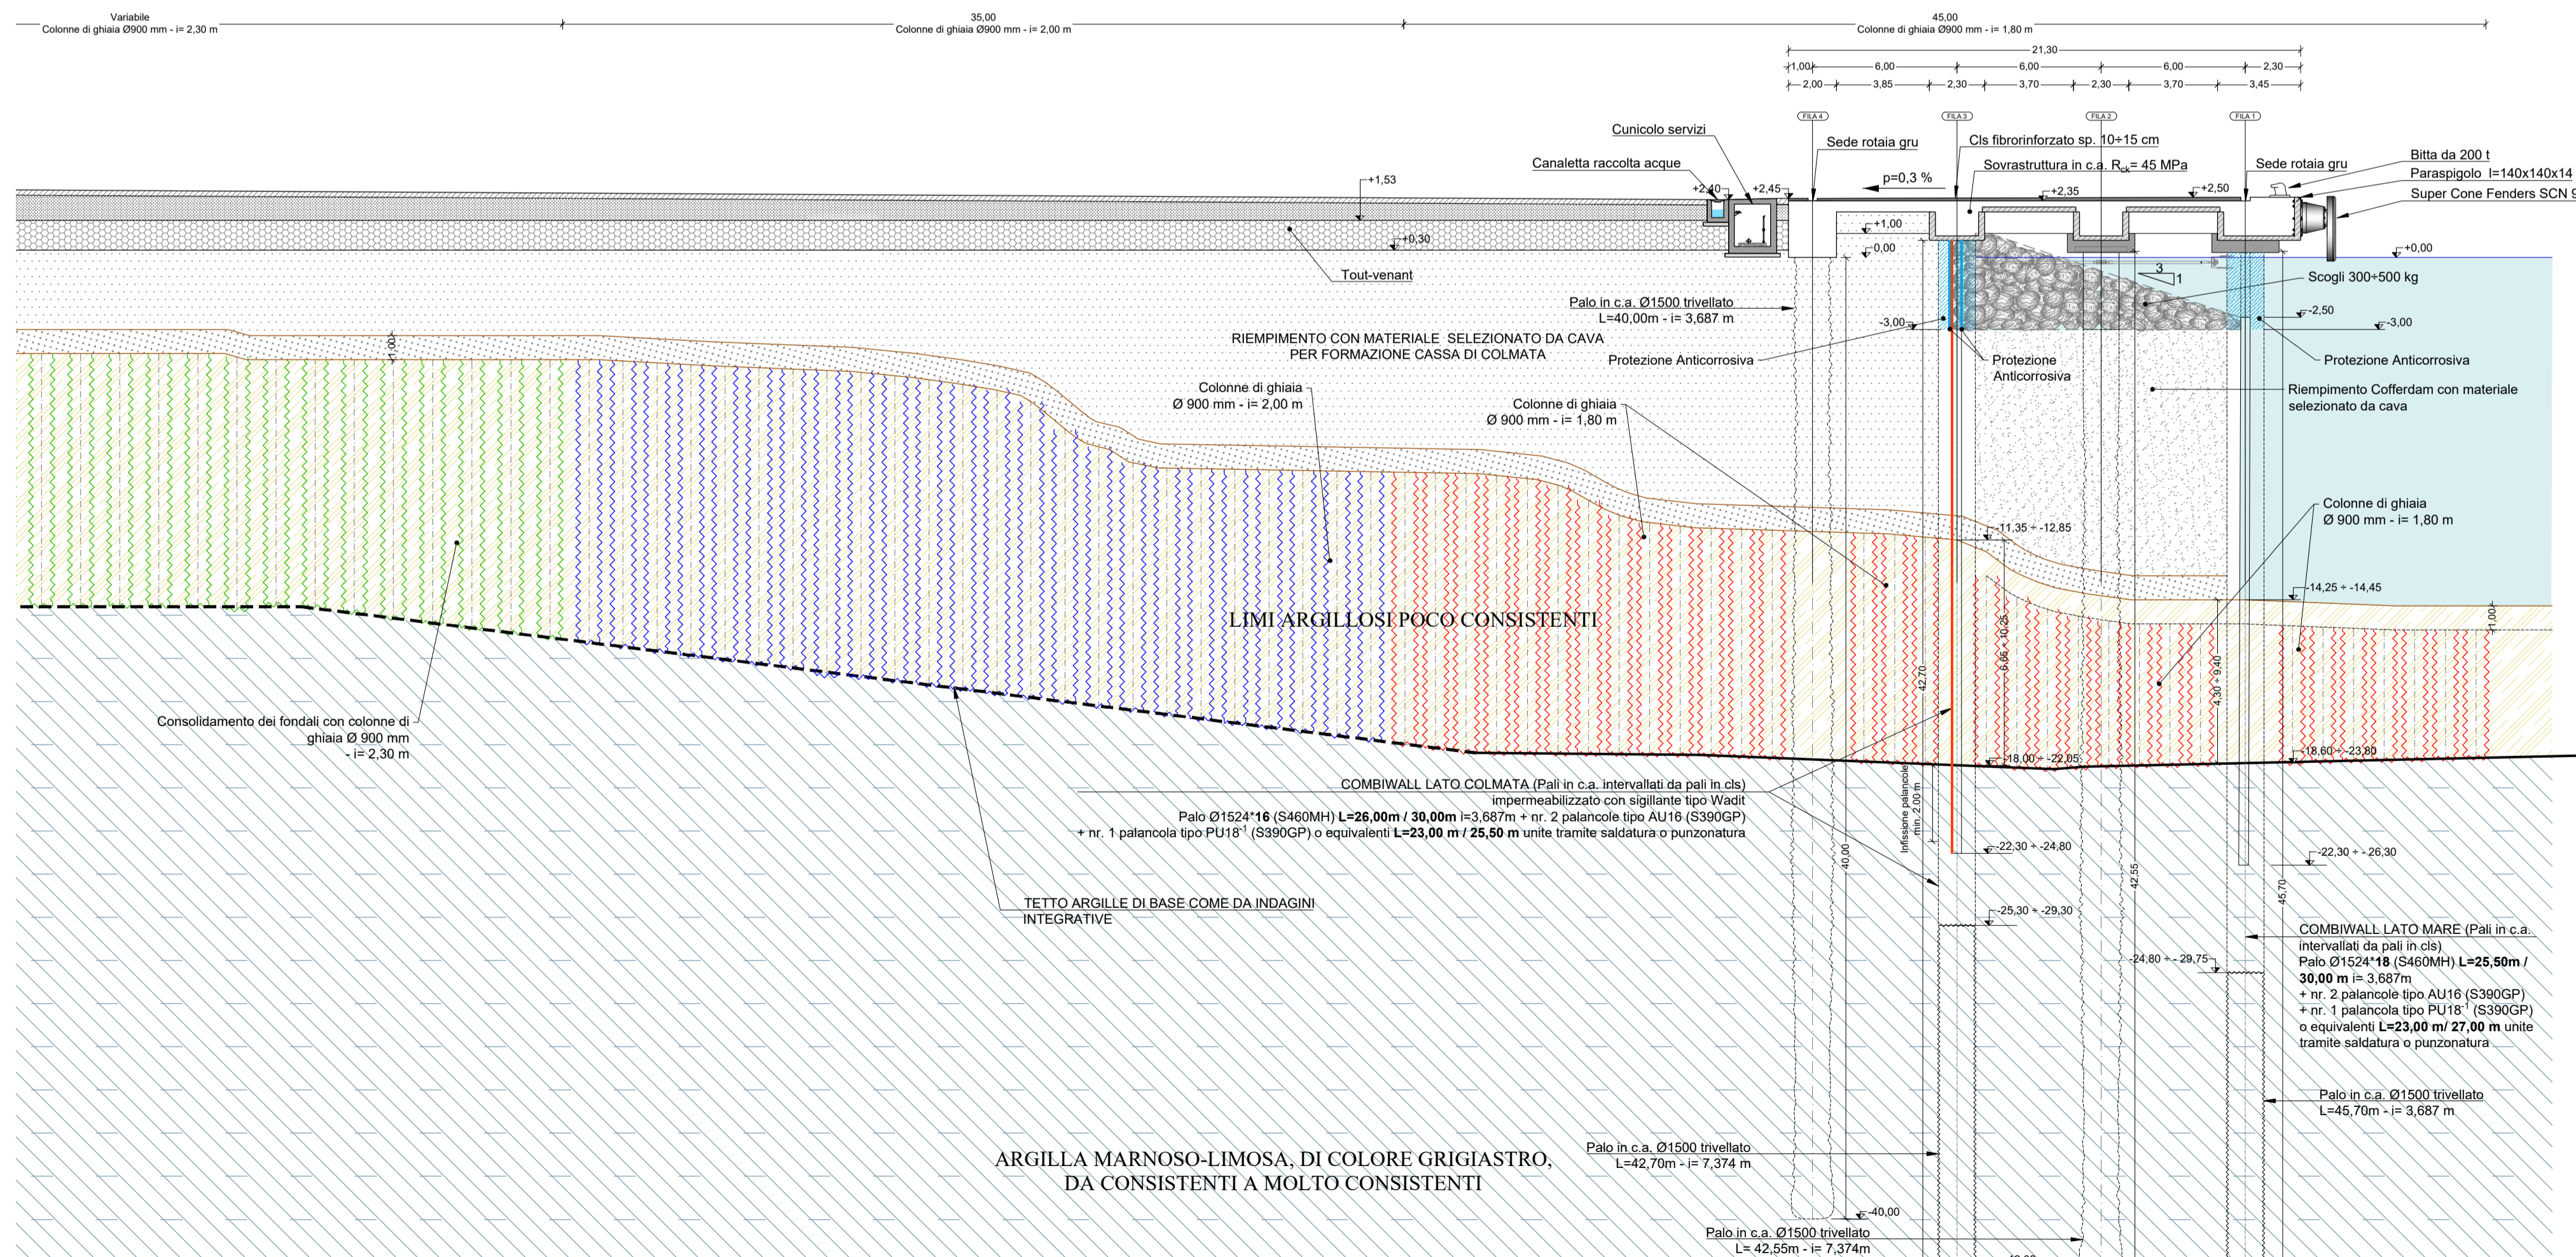 Variabile
Colonne di ghiaia Ø900 mm - i= 2,30 m
35,00
Colonne di ghiaia Ø900 mm - i= 2,00 m
45,00
Colonne di ghiaia Ø900 mm - i= 1,80 m
21,30
1,00
6,00
6,00
6,00
2,30
2,00
3,85
2,30
3,70
2,30
3,70
3,45
FILA 4
FILA 3
FILA 2
FILA 1
Cunicolo servizi
Canaletta raccolta acque
Sede rotaia gru
Cls fibrorinforzato sp. 10÷15 cm
Sovrastruttura in c.a. Rck= 45 MPa
Sede rotaia gru
Bitta da 200 t
Paraspigolo l=140x140x14
Super Cone Fenders SCN 9
p=0,3 %
+1,53
+2,40
+2,45
+2,35
+2,50
+0,30
+1,00
0,00
+0,00
Tout-venant
3
1
Scogli 300÷500 kg
Palo in c.a. Ø1500 trivellato
L=40,00m - i= 3,687 m
-3,00
-2,50
-3,00
1,00
RIEMPIMENTO CON MATERIALE SELEZIONATO DA CAVA
PER FORMAZIONE CASSA DI COLMATA
Protezione Anticorrosiva
Protezione
Anticorrosiva
Protezione Anticorrosiva
Riempimento Cofferdam con materiale
selezionato da cava
Colonne di ghiaia
Ø 900 mm - i= 2,00 m
Colonne di ghiaia
Ø 900 mm - i= 1,80 m
Colonne di ghiaia
Ø 900 mm - i= 1,80 m
-11,35 ÷ -12,85
-14,25 ÷ -14,45
1,00
LIMI ARGILLOSI POCO CONSISTENTI
6,65 ÷ 10,25
4,30 ÷ 9,40
42,70
Consolidamento dei fondali con colonne di
ghiaia Ø 900 mm
- i= 2,30 m
-18,00 ÷ -22,05
-18,60 ÷ -23,80
COMBIWALL LATO COLMATA (Pali in c.a. intervallati da pali in cls)
impermeabilizzato con sigillante tipo Wadit
Palo Ø1524*16 (S460MH) L=26,00m / 30,00m i=3,687m + nr. 2 palancole tipo AU16 (S390GP)
+ nr. 1 palancola tipo PU18-1 (S390GP) o equivalenti L=23,00 m / 25,50 m unite tramite saldatura o punzonatura
Infissione palancole
min. 2,00 m
40,00
-22,30 ÷ -24,80
-22,30 ÷ - 26,30
42,55
45,70
TETTO ARGILLE DI BASE COME DA INDAGINI
INTEGRATIVE
-25,30 ÷ -29,30
-24,80 ÷ - 29,75
COMBIWALL LATO MARE (Pali in c.a.
intervallati da pali in cls)
Palo Ø1524*18 (S460MH) L=25,50m /
30,00 m i= 3,687m
+ nr. 2 palancole tipo AU16 (S390GP)
+ nr. 1 palancola tipo PU18-1 (S390GP)
o equivalenti L=23,00 m/ 27,00 m unite
tramite saldatura o punzonatura
Palo in c.a. Ø1500 trivellato
L=45,70m - i= 3,687 m
ARGILLA MARNOSO-LIMOSA, DI COLORE GRIGIASTRO,
DA CONSISTENTI A MOLTO CONSISTENTI
Palo in c.a. Ø1500 trivellato
L=42,70m - i= 7,374 m
-40,00
Palo in c.a. Ø1500 trivellato
L= 42,55m - i= 7,374m